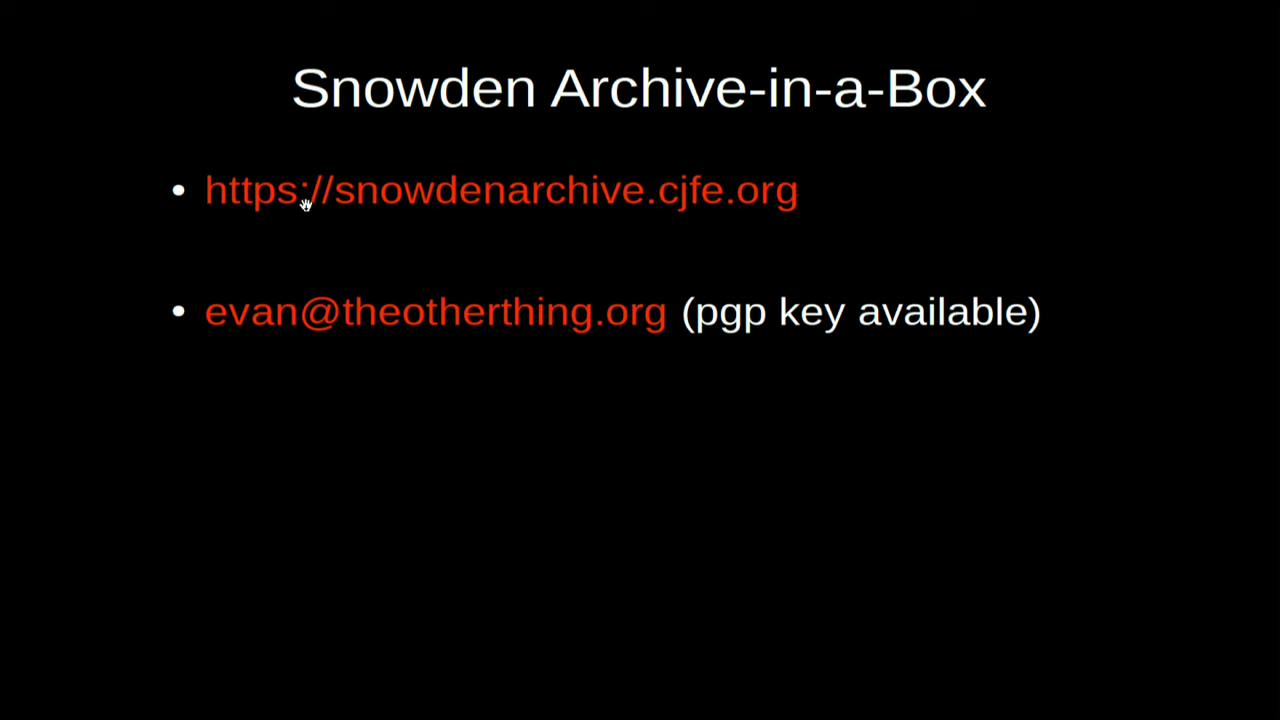 Snowden Archive-in-a-Box
• https://snowdenarchive.cjfe.org
• evan@theotherthing.org (pgp key available)